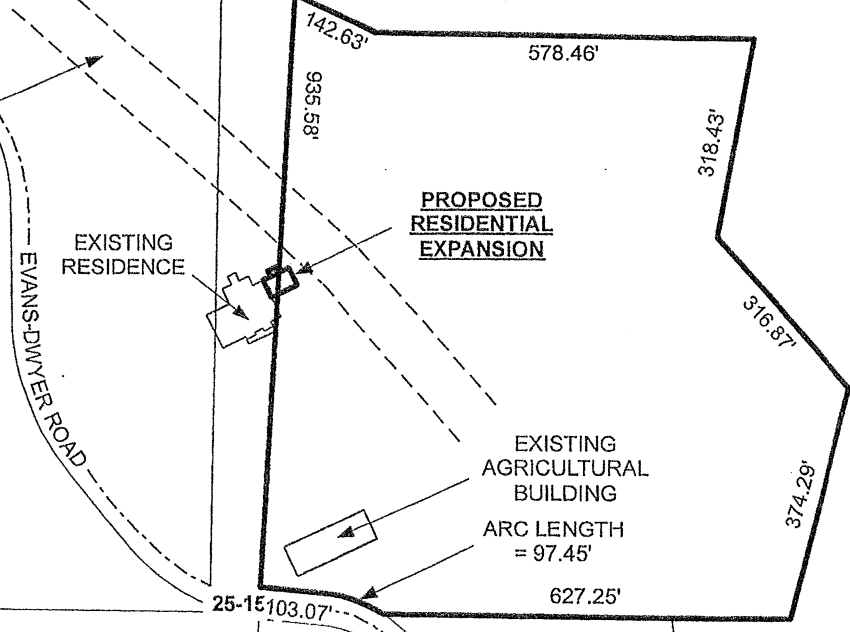 142.63'
578.46'
935.58'
318.43'
PROPOSED
RESIDENTIAL
EXPANSION
EXISTING
RESIDENCE
EVANS-DWYER ROAD
316.87'
EXISTING
AGRICULTURAL
BUILDING
374.29'
ARC LENGTH
= 97.45'
627.25'
25-15
103.07'